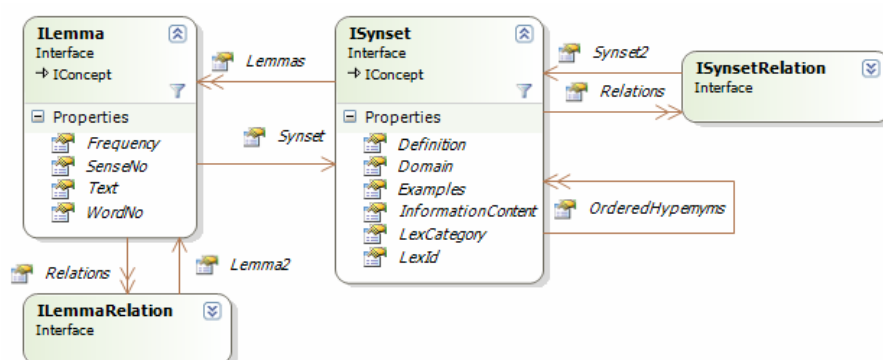 ILemma
Interface
IConcept
Properties
Frequency
SenseNo
Text
WordNo
Lemmas
Synset
ISynset
Interface
IConcept
Properties
Definition
Domain
Examples
InformationContent
LexCategory
LexId
Synset2
Relations
ISynsetRelation
Interface
OrderedHypernyms
Relations
Lemma2
ILemmaRelation
Interface